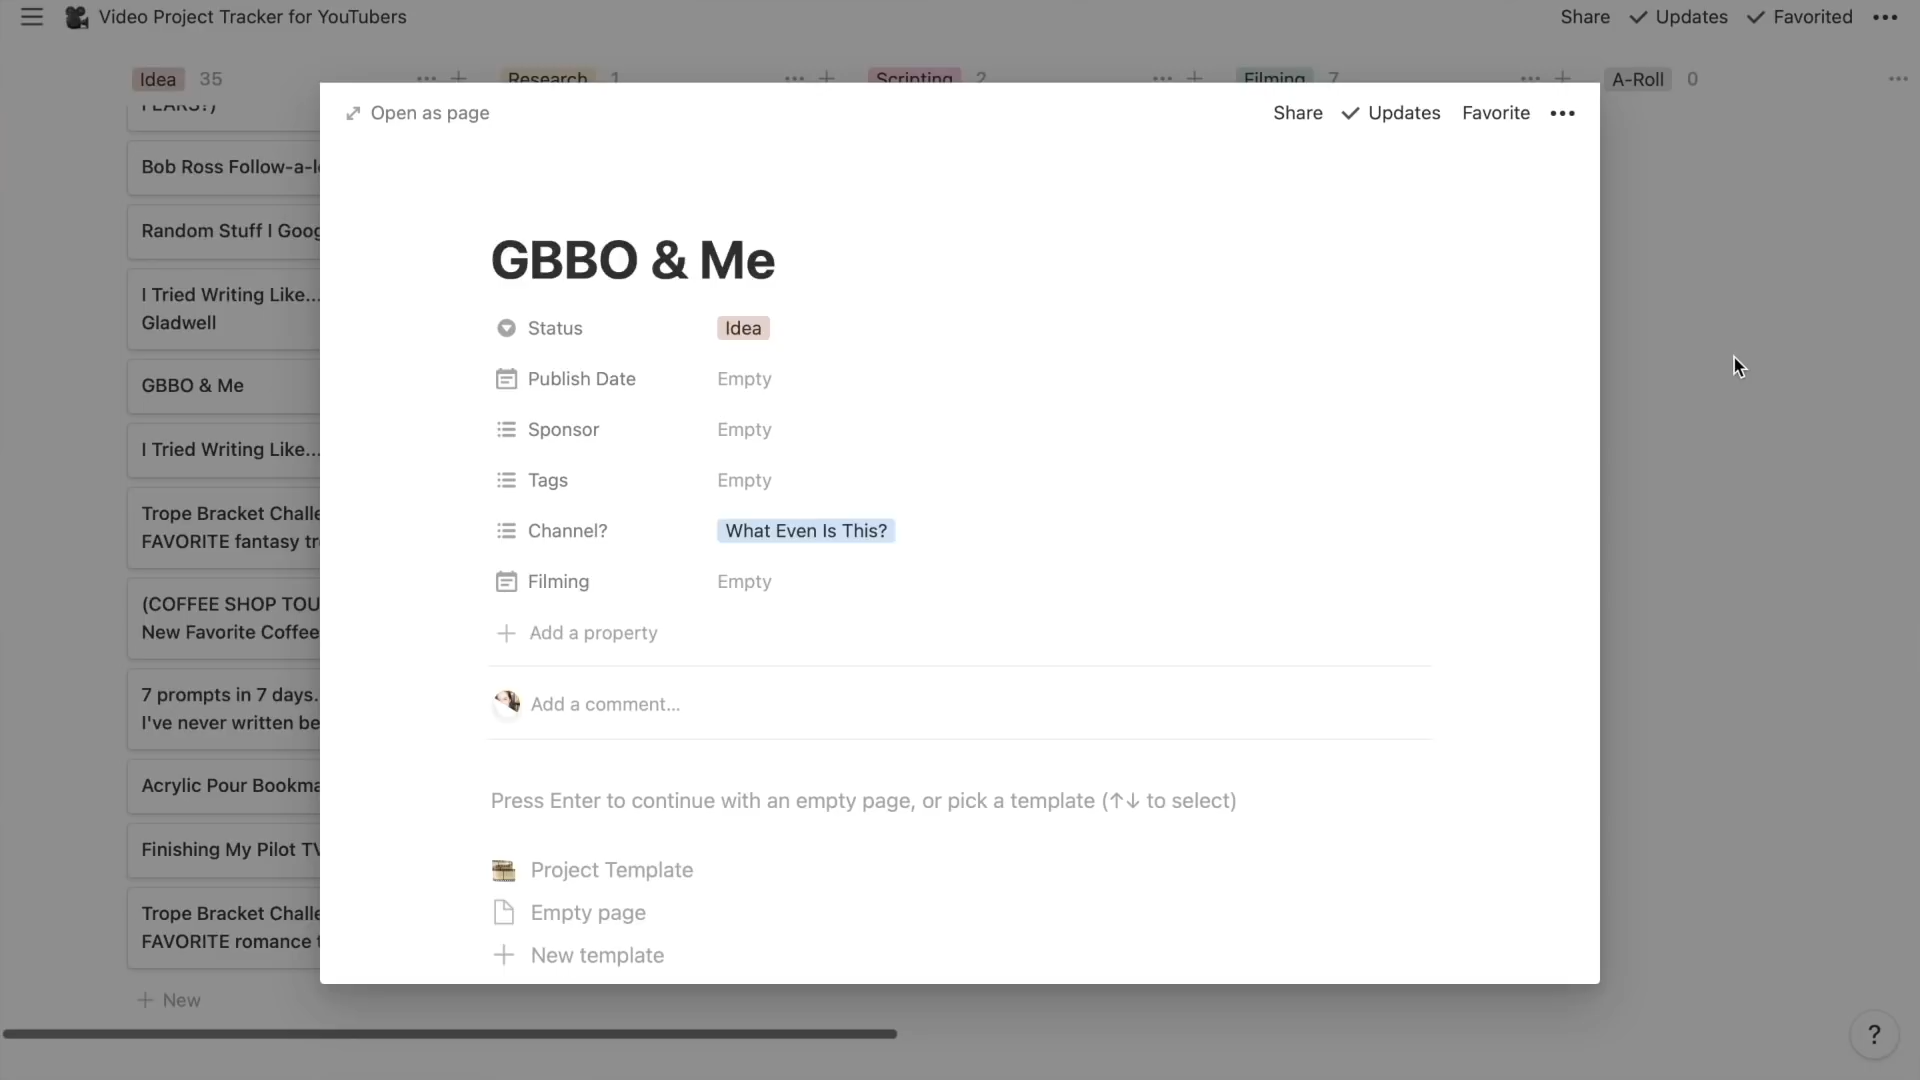 Video Project Tracker for YouTubers
Share Updates Favorited
Idea 35
Research 1
Scripting 2
Filming 7
A-Roll 0
FEARS?)
Bob Ross Follow-a-l
Random Stuff I Goog
I Tried Writing Like...
Gladwell
GBBO & Me
I Tried Writing Like...
Trope Bracket Challe
FAVORITE fantasy tr
(COFFEE SHOP TOU
New Favorite Coffee
7 prompts in 7 days.
I've never written be
Acrylic Pour Bookma
Finishing My Pilot TV
Trope Bracket Challe
FAVORITE romance t
+ New
Open as page
Share Updates Favorite
GBBO & Me
Status Idea
Publish Date Empty
Sponsor Empty
Tags Empty
Channel? What Even Is This?
Filming Empty
+ Add a property
Add a comment...
Press Enter to continue with an empty page, or pick a template (↑↓ to select)
Project Template
Empty page
+ New template
?